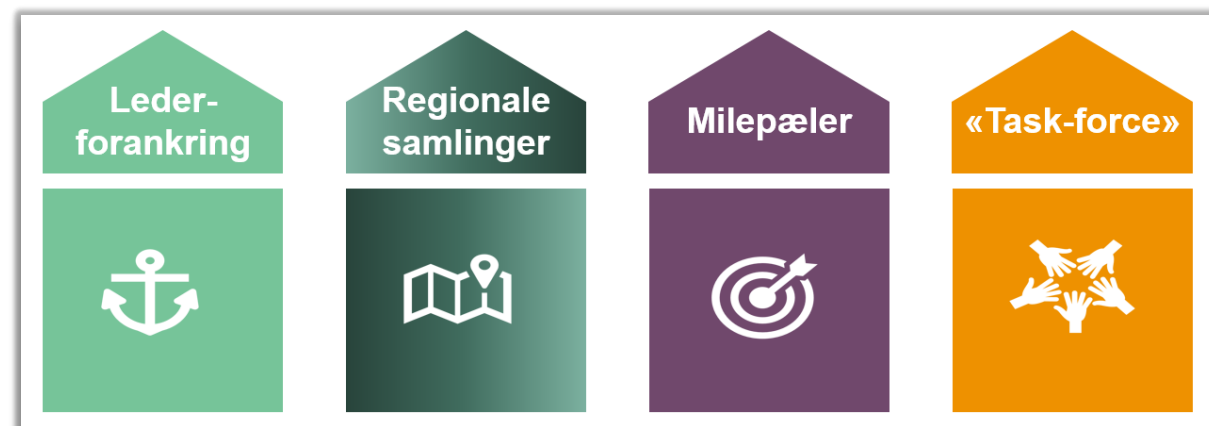 Leder-
forankring
Regionale
samlinger
Milepæler
«Task-force»